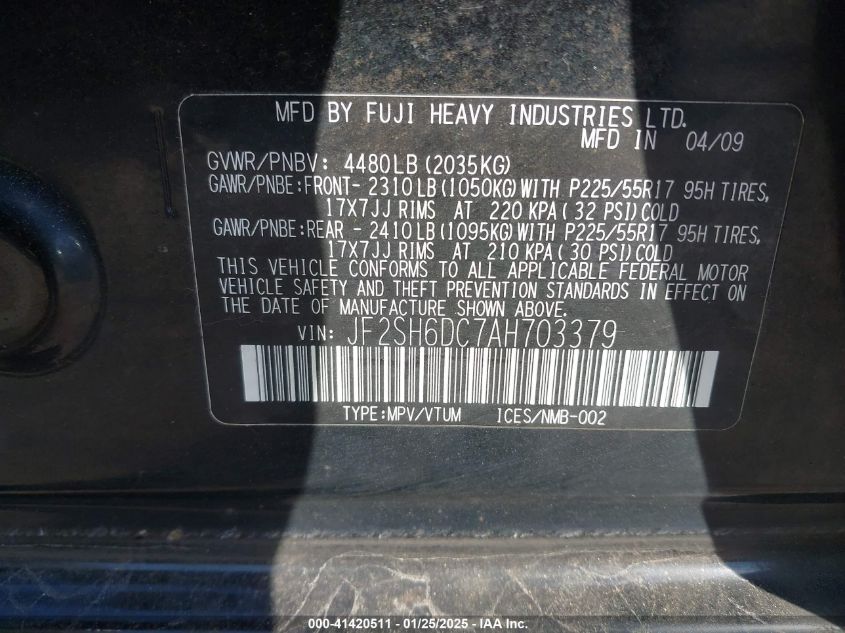 MFD BY FUJI HEAVY INDUSTRIES LTD.
MFD IN 04/09
GVWR/PNBV: 4480LB (2035KG)
GAWR/PNBE:FRONT- 2310 LB (1050KG) WITH P225/55R17 95H TIRES,
17X7JJ RIMS AT 220 KPA ( 32 PSI) COLD
GAWR/PNBE:REAR - 2410 LB (1095KG) WITH P225/55R17 95H TIRES,
17X7JJ RIMS AT 210 KPA ( 30 PSI) COLD
THIS VEHICLE CONFORMS TO ALL APPLICABLE FEDERAL MOTOR
VEHICLE SAFETY AND THEFT PREVENTION STANDARDS IN EFFECT ON
THE DATE OF MANUFACTURE SHOWN ABOVE.
VIN: JF2SH6DC7AH703379
TYPE:MPV/VTUM ICES/NMB-002
000-41420511 - 01/25/2025 - IAA Inc.